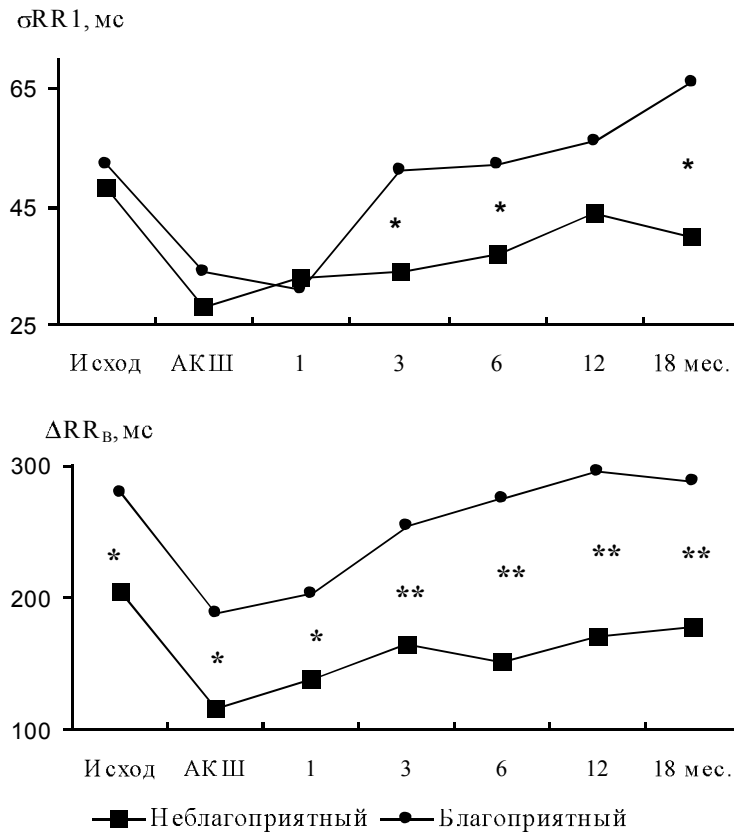 σRR1, мс
65
*
45
* *
25
Исход АКШ 1 3 6 12 18 мес.
ΔRRВ, мс
300
* ** ** ** **
200
* *
100
Исход АКШ 1 3 6 12 18 мес.
Неблагоприятный Благоприятный